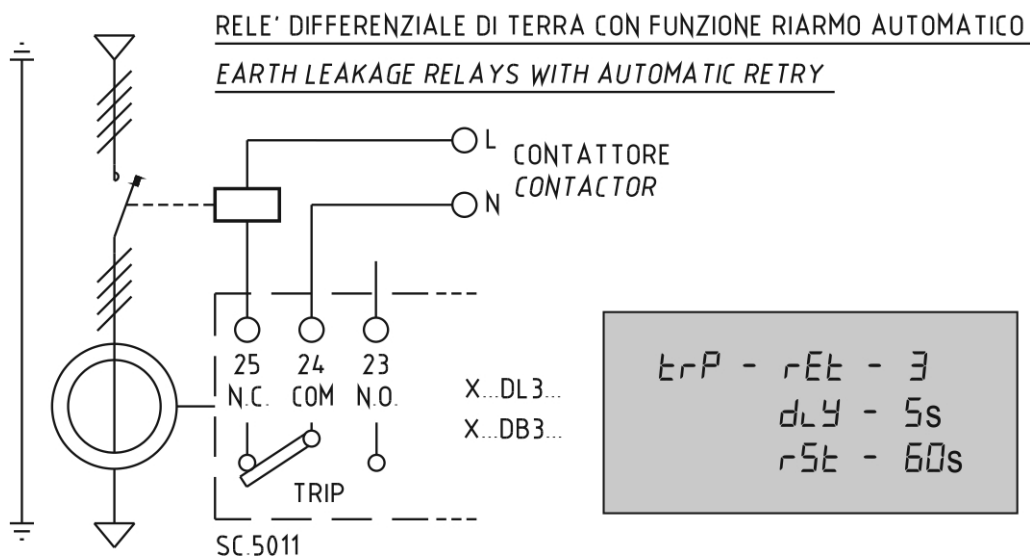 RELE' DIFFERENZIALE DI TERRA CON FUNZIONE RIARMO AUTOMATICO
EARTH LEAKAGE RELAYS WITH AUTOMATIC RETRY
L
CONTATTORE
CONTACTOR
N
25 24 23
N.C. COM N.O.
X...DL3...
X...DB3...
TRIP
SC.5011
trP - rEt - 3
dLY - 5s
rSt - 60s